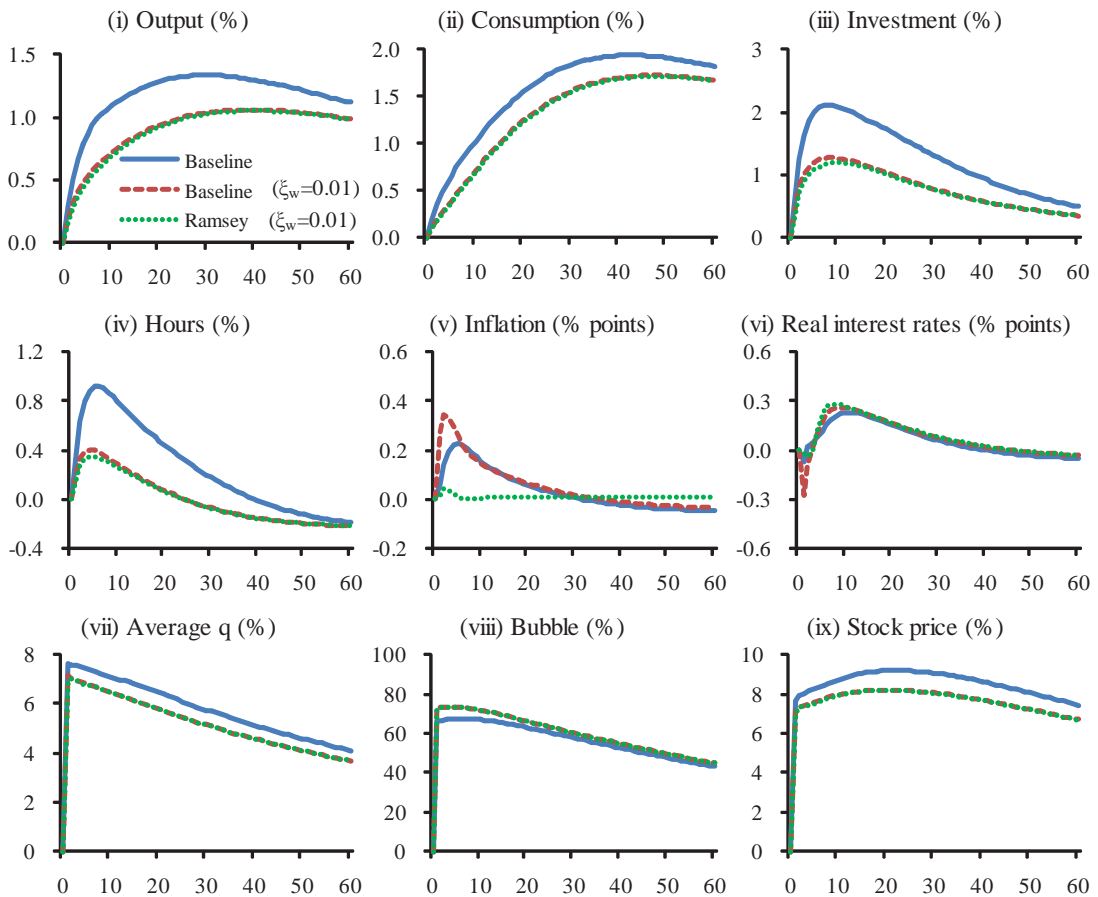 (i) Output (%)
(ii) Consumption (%)
(iii) Investment (%)
1.5
1.0
0.5
0.0
0 10 20 30 40 50 60
Baseline
Baseline (ξw=0.01)
Ramsey (ξw=0.01)
2.0
1.5
1.0
0.5
0.0
0 10 20 30 40 50 60
3
2
1
0
0 10 20 30 40 50 60
(iv) Hours (%)
(v) Inflation (% points)
(vi) Real interest rates (% points)
1.2
0.8
0.4
0.0
-0.4
0 10 20 30 40 50 60
0.6
0.4
0.2
0.0
-0.2
0 10 20 30 40 50 60
0.6
0.3
0.0
-0.3
-0.6
0 10 20 30 40 50 60
(vii) Average q (%)
(viii) Bubble (%)
(ix) Stock price (%)
8
6
4
2
0
0 10 20 30 40 50 60
100
80
60
40
20
0
0 10 20 30 40 50 60
10
8
6
4
2
0
0 10 20 30 40 50 60